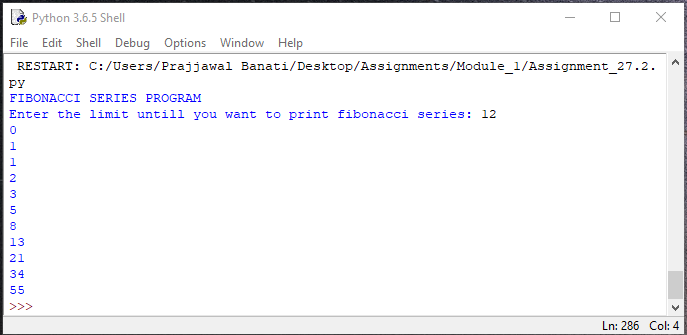 Python 3.6.5 Shell
File Edit Shell Debug Options Window Help
RESTART: C:/Users/Prajjawal Banati/Desktop/Assignments/Module_1/Assignment_27.2.
py
FIBONACCI SERIES PROGRAM
Enter the limit untill you want to print fibonacci series: 12
0
1
1
2
3
5
8
13
21
34
55
>>>
Ln: 286 Col: 4